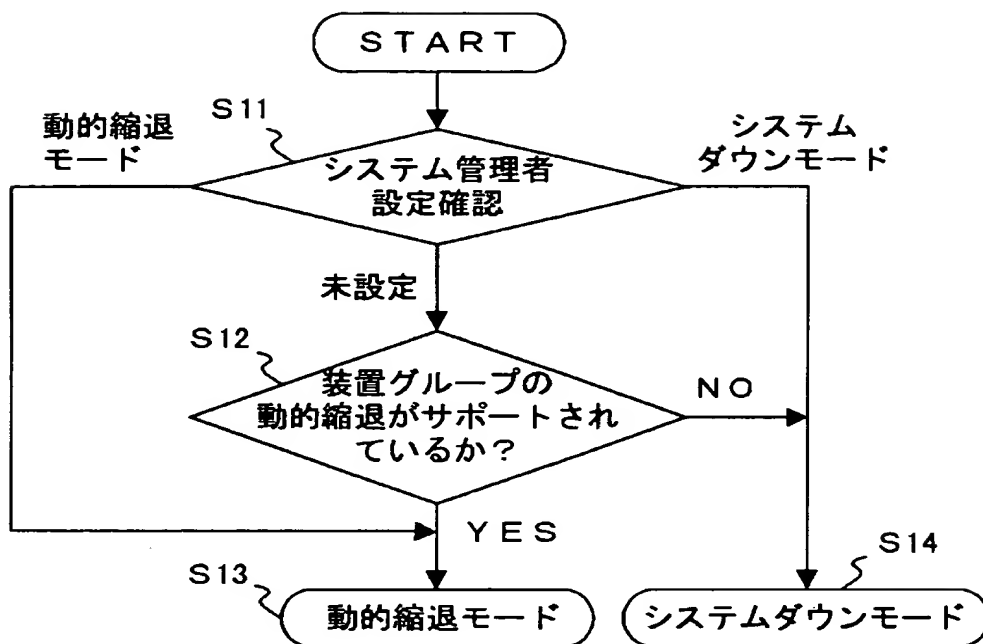 START
S11
動的縮退
モード
システム
ダウンモード
システム管理者
設定確認
未設定
S12
装置グループの
動的縮退がサポートされ
ているか？
NO
YES
S13
動的縮退モード
S14
システムダウンモード